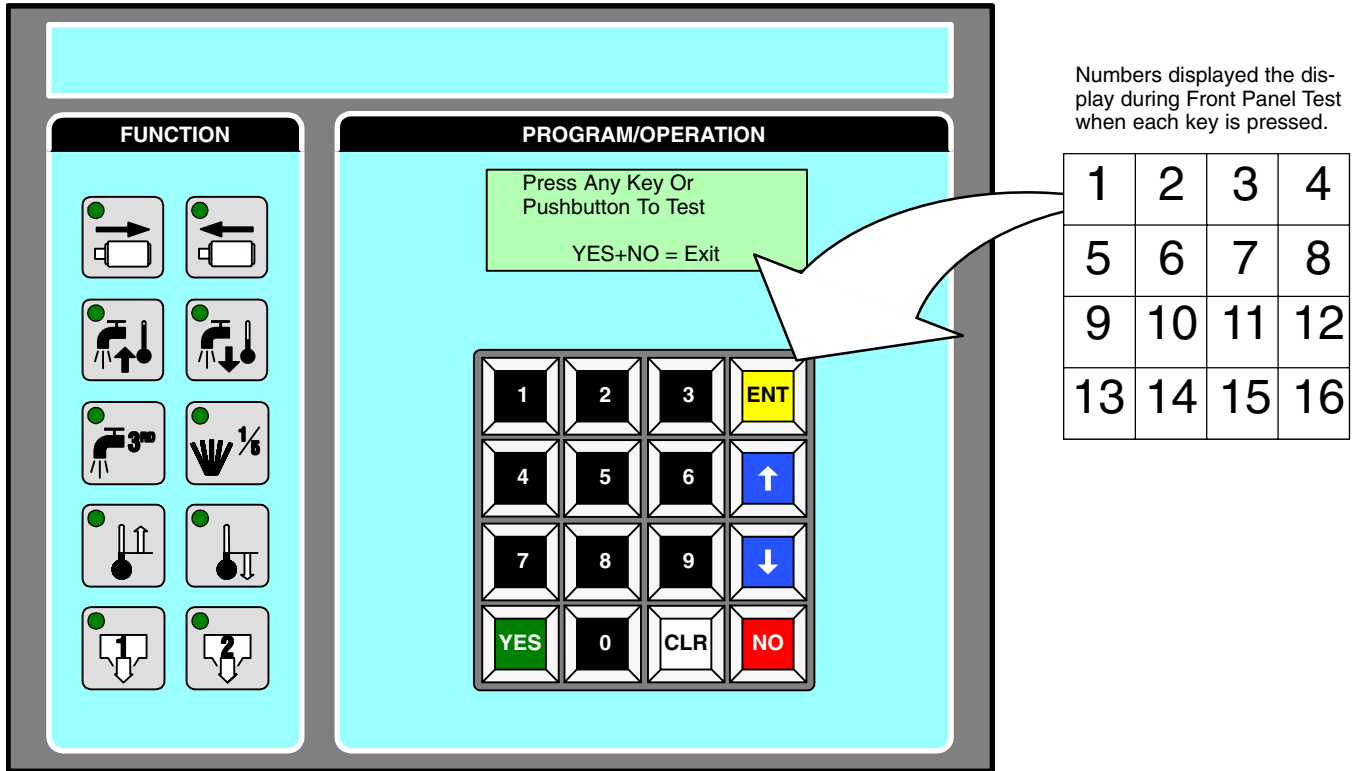 FUNCTION
PROGRAM/OPERATION
Press Any Key Or
Pushbutton To Test
YES+NO = Exit
3RD
1/5
1
2
1 2 3 ENT
4 5 6 ↑
7 8 9 ↓
YES 0 CLR NO
Numbers displayed the dis-
play during Front Panel Test
when each key is pressed.
1 2 3 4
5 6 7 8
9 10 11 12
13 14 15 16